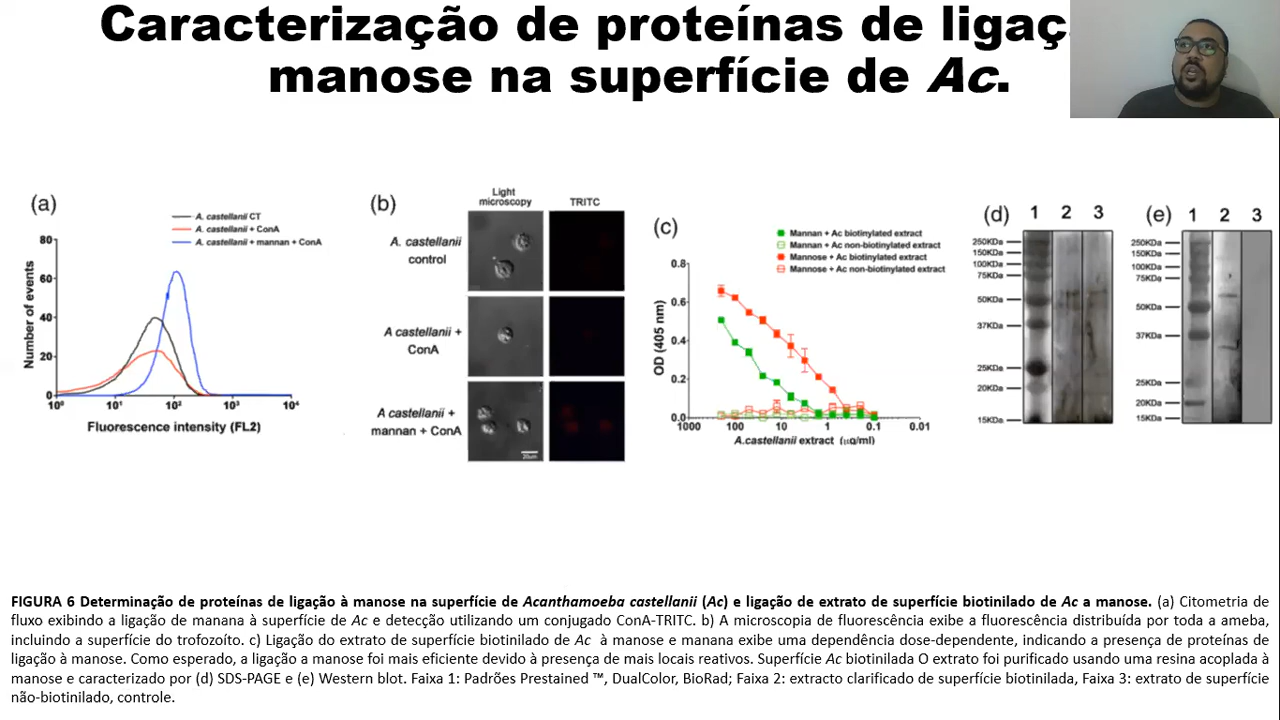 Caracterização de proteínas de ligaç
manose na superfície de Ac.
(a)
A. castellanii CT
A. castellanii + ConA
A. castellanii + mannan + ConA
Number of events
80
60
40
20
0
10⁰ 10¹ 10² 10³ 10⁴
Fluorescence intensity (FL2)
(b)
Light
microscopy
TRITC
A. castellanii
control
A castellanii +
ConA
A castellanii +
mannan + ConA
20um
(c)
Mannan + Ac biotinylated extract
Mannan + Ac non-biotinylated extract
Mannose + Ac biotinylated extract
Mannose + Ac non-biotinylated extract
OD (405 nm)
0.8
0.6
0.4
0.2
0.0
1000 100 10 1 0.1 0.01
A.castellanii extract (µg/ml)
(d) 1 2 3
250KDa
150KDa
100KDa
75KDa
50KDa
37KDa
25KDa
20KDa
15KDa
(e) 1 2 3
250KDa
150KDa
100KDa
75KDa
50KDa
37KDa
25KDa
20KDa
15KDa
FIGURA 6 Determinação de proteínas de ligação à manose na superfície de Acanthamoeba castellanii (Ac) e ligação de extrato de superfície biotinilado de Ac a manose. (a) Citometria de
fluxo exibindo a ligação de manana à superfície de Ac e detecção utilizando um conjugado ConA-TRITC. b) A microscopia de fluorescência exibe a fluorescência distribuída por toda a ameba,
incluindo a superfície do trofozoíto. c) Ligação do extrato de superfície biotinilado de Ac à manose e manana exibe uma dependência dose-dependente, indicando a presença de proteínas de
ligação à manose. Como esperado, a ligação a manose foi mais eficiente devido à presença de mais locais reativos. Superfície Ac biotinilada O extrato foi purificado usando uma resina acoplada à
manose e caracterizado por (d) SDS-PAGE e (e) Western blot. Faixa 1: Padrões Prestained ™, DualColor, BioRad; Faixa 2: extracto clarificado de superfície biotinilada, Faixa 3: extrato de superfície
não-biotinilado, controle.